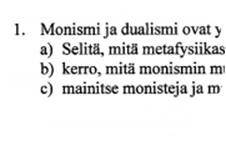 1. Monismi ja dualismi ovat
a) Selitä, mitä metafysiikas
b) kerro, mitä monismin
c) mainitse monisteja ja